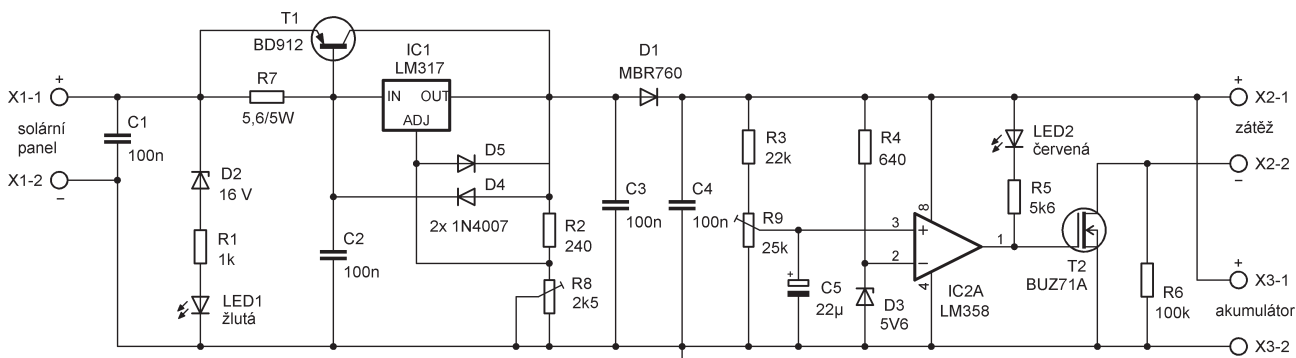 T1
BD912
IC1
LM317
IN OUT
ADJ
R7
5,6/5W
X1-1
+
solární
panel
X1-2
–
C1
100n
D2
16 V
R1
1k
LED1
žlutá
C2
100n
D5
D4
2x 1N4007
R2
240
R8
2k5
C3
100n
D1
MBR760
C4
100n
R3
22k
R9
25k
+
C5
22µ
R4
640
D3
5V6
3
+
2
–
8
4
1
IC2A
LM358
LED2
červená
R5
5k6
T2
BUZ71A
R6
100k
+
X2-1
zátěž
X2-2
–
+
X3-1
akumulátor
X3-2
–